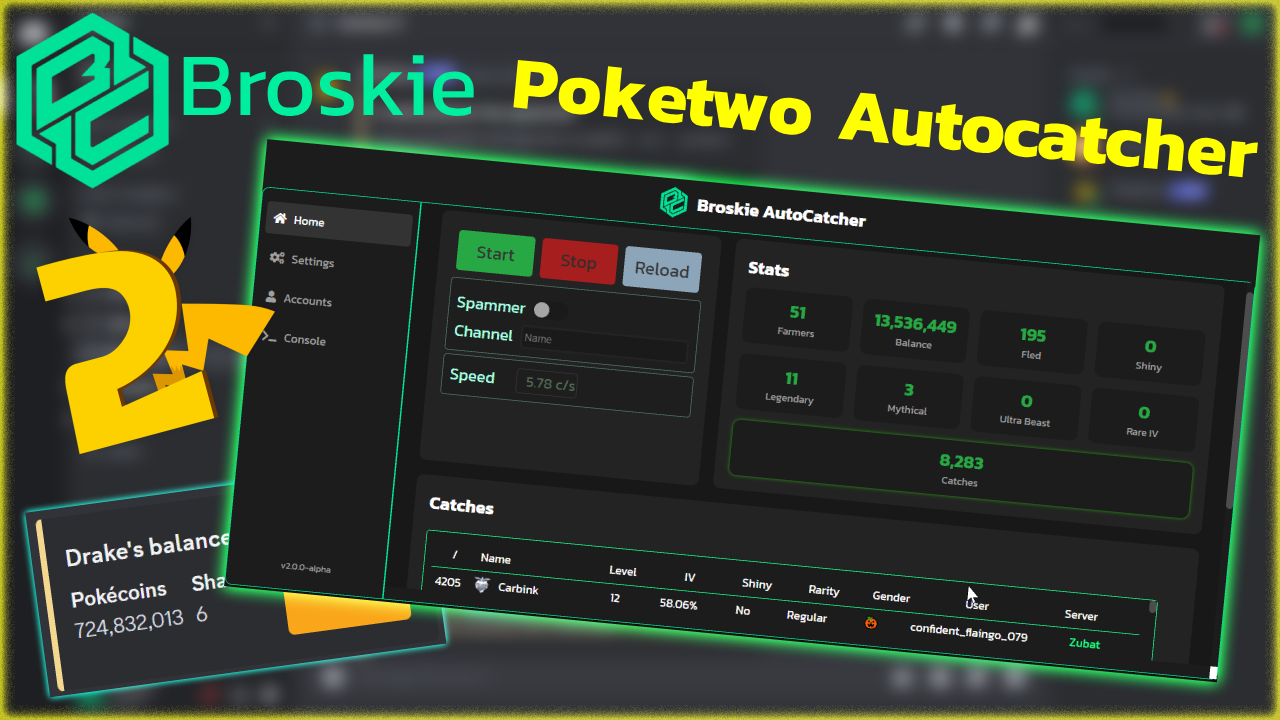 Broskie
Poketwo Autocatcher
Broskie AutoCatcher
Home
Settings
Accounts
Console
v2.0.0-alpha
Start
Stop
Reload
Spammer
Channel
Name
Speed
5.78 c/s
Stats
51
Farmers
13,536,449
Balance
195
Fled
0
Shiny
11
Legendary
3
Mythical
0
Ultra Beast
0
Rare IV
8,283
Catches
Catches
/ Name Level IV Shiny Rarity Gender User Server
4205 Carbink 12 58.06% No Regular confident_flaingo_079 Zubat
2
Drake's balance
Pokécoins Sha
724,832,013 6